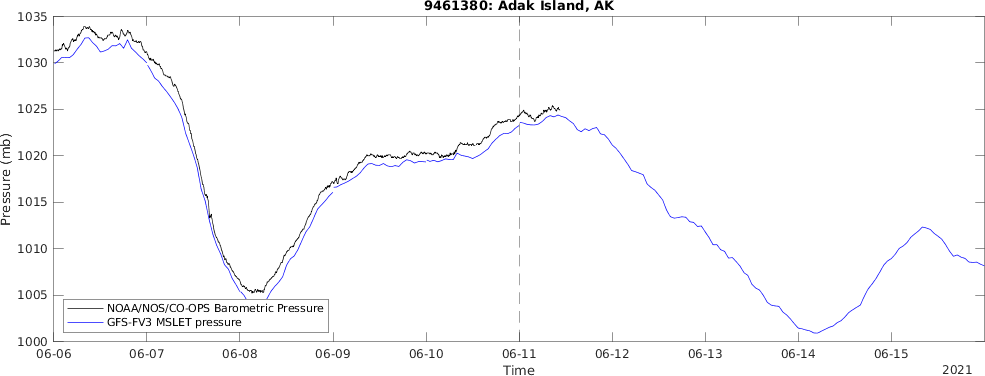 9461380: Adak Island, AK
Pressure (mb)
1035
1030
1025
1020
1015
1010
1005
1000
NOAA/NOS/CO-OPS Barometric Pressure
GFS-FV3 MSLET pressure
06-06 06-07 06-08 06-09 06-10 06-11 06-12 06-13 06-14 06-15
Time
2021